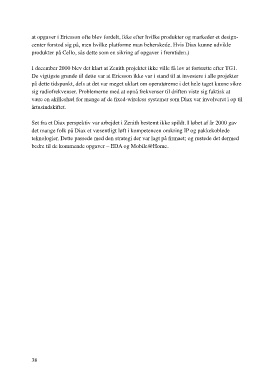 at opgaver i Ericsson ofte blev fordelt, ikke efter hvilke produkter og markeder et design-
center forstod sig på, men hvilke platforme man beherskede. Hvis Diax kunne udvikle
produkter på Cello, sås dette som en sikring af opgaver i fremtiden.)
I december 2000 blev det klart at Zenith projektet ikke ville få lov at fortsætte efter TG1.
De vigtigste grunde til dette var at Ericsson ikke var i stand til at investere i alle projekter
på dette tidspunkt, dels at det var meget uklart om operatørerne i det hele taget kunne sikre
sig radiofrekvenser. Problemerne med at opnå frekvenser til driften viste sig faktisk at
være en akilleshæl for mange af de fixed-wireless systemer som Diax var involveret i op til
årtusindskiftet.
Set fra et Diax perspektiv var arbejdet i Zenith bestemt ikke spildt. I løbet af år 2000 gav
det mange folk på Diax et væsentligt løft i kompetencen omkring IP og pakkekoblede
teknologier. Dette passede med den strategi der var lagt på firmaet; og rustede det dermed
bedre til de kommende opgaver – EDA og Mobile@Home.
38